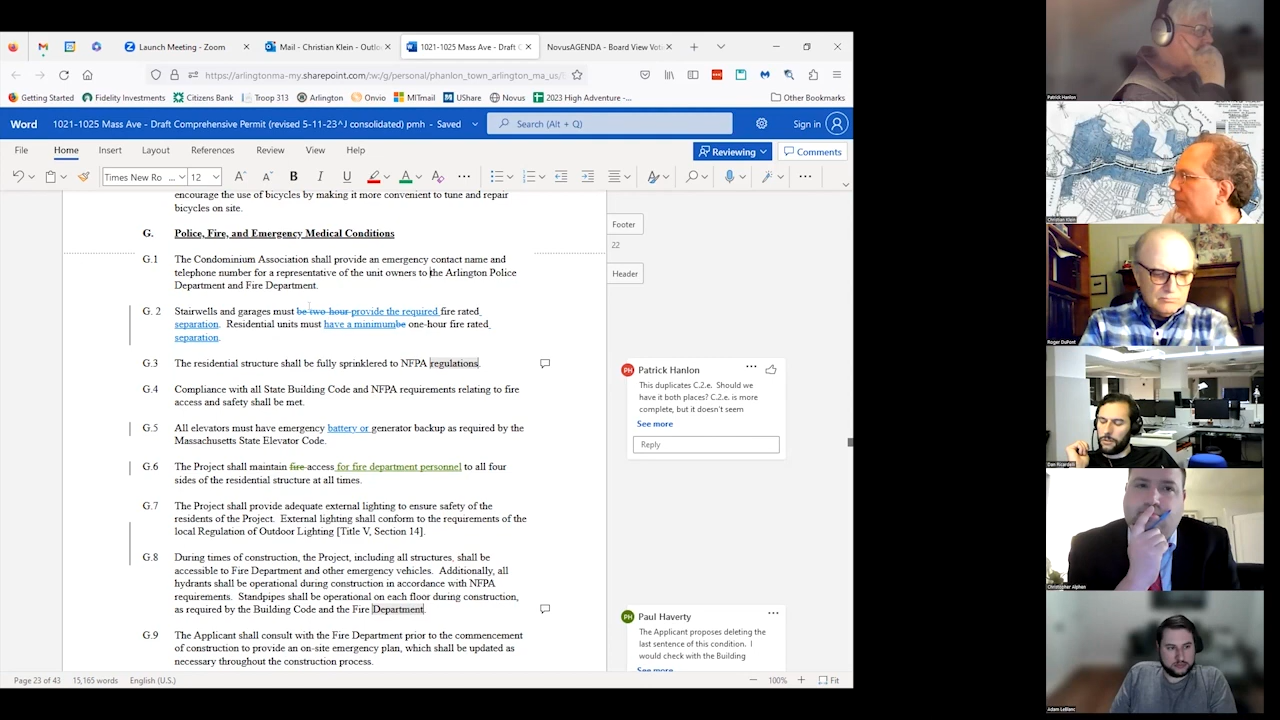 Launch Meeting - Zoom
Mail - Christian Klein - Outlo
1021-1025 Mass Ave - Draft C
NovusAGENDA - Board View Vot
https://arlingtonma-my.sharepoint.com/:w:/g/personal/phanlon_town_arlington_ma_us/
Getting Started
Fidelity Investments
Citizens Bank
Troop 313
Arlington
Onvio
MITmail
UShare
Novus
2023 High Adventure -...
Other Bookmarks
Word
1021-1025 Mass Ave - Draft Comprehensive Permit (revised 5-11-23^J consolidated) pmh - Saved
Search (Alt + Q)
Sign in
File
Home
Insert
Layout
References
Review
View
Help
Reviewing
Comments
Times New Ro ...
12
encourage the use of bicycles by making it more convenient to tune and repair
bicycles on site.
G. Police, Fire, and Emergency Medical Conditions
G.1 The Condominium Association shall provide an emergency contact name and
telephone number for a representative of the unit owners to the Arlington Police
Department and Fire Department.
G. 2 Stairwells and garages must be two hour provide the required fire rated
separation. Residential units must have a minimumbe one-hour fire rated
separation.
G.3 The residential structure shall be fully sprinklered to NFPA regulations.
G.4 Compliance with all State Building Code and NFPA requirements relating to fire
access and safety shall be met.
G.5 All elevators must have emergency battery or generator backup as required by the
Massachusetts State Elevator Code.
G.6 The Project shall maintain fire access for fire department personnel to all four
sides of the residential structure at all times.
G.7 The Project shall provide adequate external lighting to ensure safety of the
residents of the Project. External lighting shall conform to the requirements of the
local Regulation of Outdoor Lighting [Title V, Section 14].
G.8 During times of construction, the Project, including all structures, shall be
accessible to Fire Department and other emergency vehicles. Additionally, all
hydrants shall be operational during construction in accordance with NFPA
requirements. Standpipes shall be operational on each floor during construction,
as required by the Building Code and the Fire Department.
G.9 The Applicant shall consult with the Fire Department prior to the commencement
of construction to provide an on-site emergency plan, which shall be updated as
necessary throughout the construction process.
Footer
22
Header
PH Patrick Hanlon
This duplicates C.2.e. Should we
have it both places? C.2.e. is more
complete, but it doesn't seem
See more
Reply
PH Paul Haverty
The Applicant proposes deleting the
last sentence of this condition. I
would check with the Building
See more
Page 23 of 43
15,165 words
English (U.S.)
100%
Fit
Patrick Hanlon
Christian Klein
Roger DuPont
Dan Ricardelli
Christopher Alphen
Adam LeBlanc